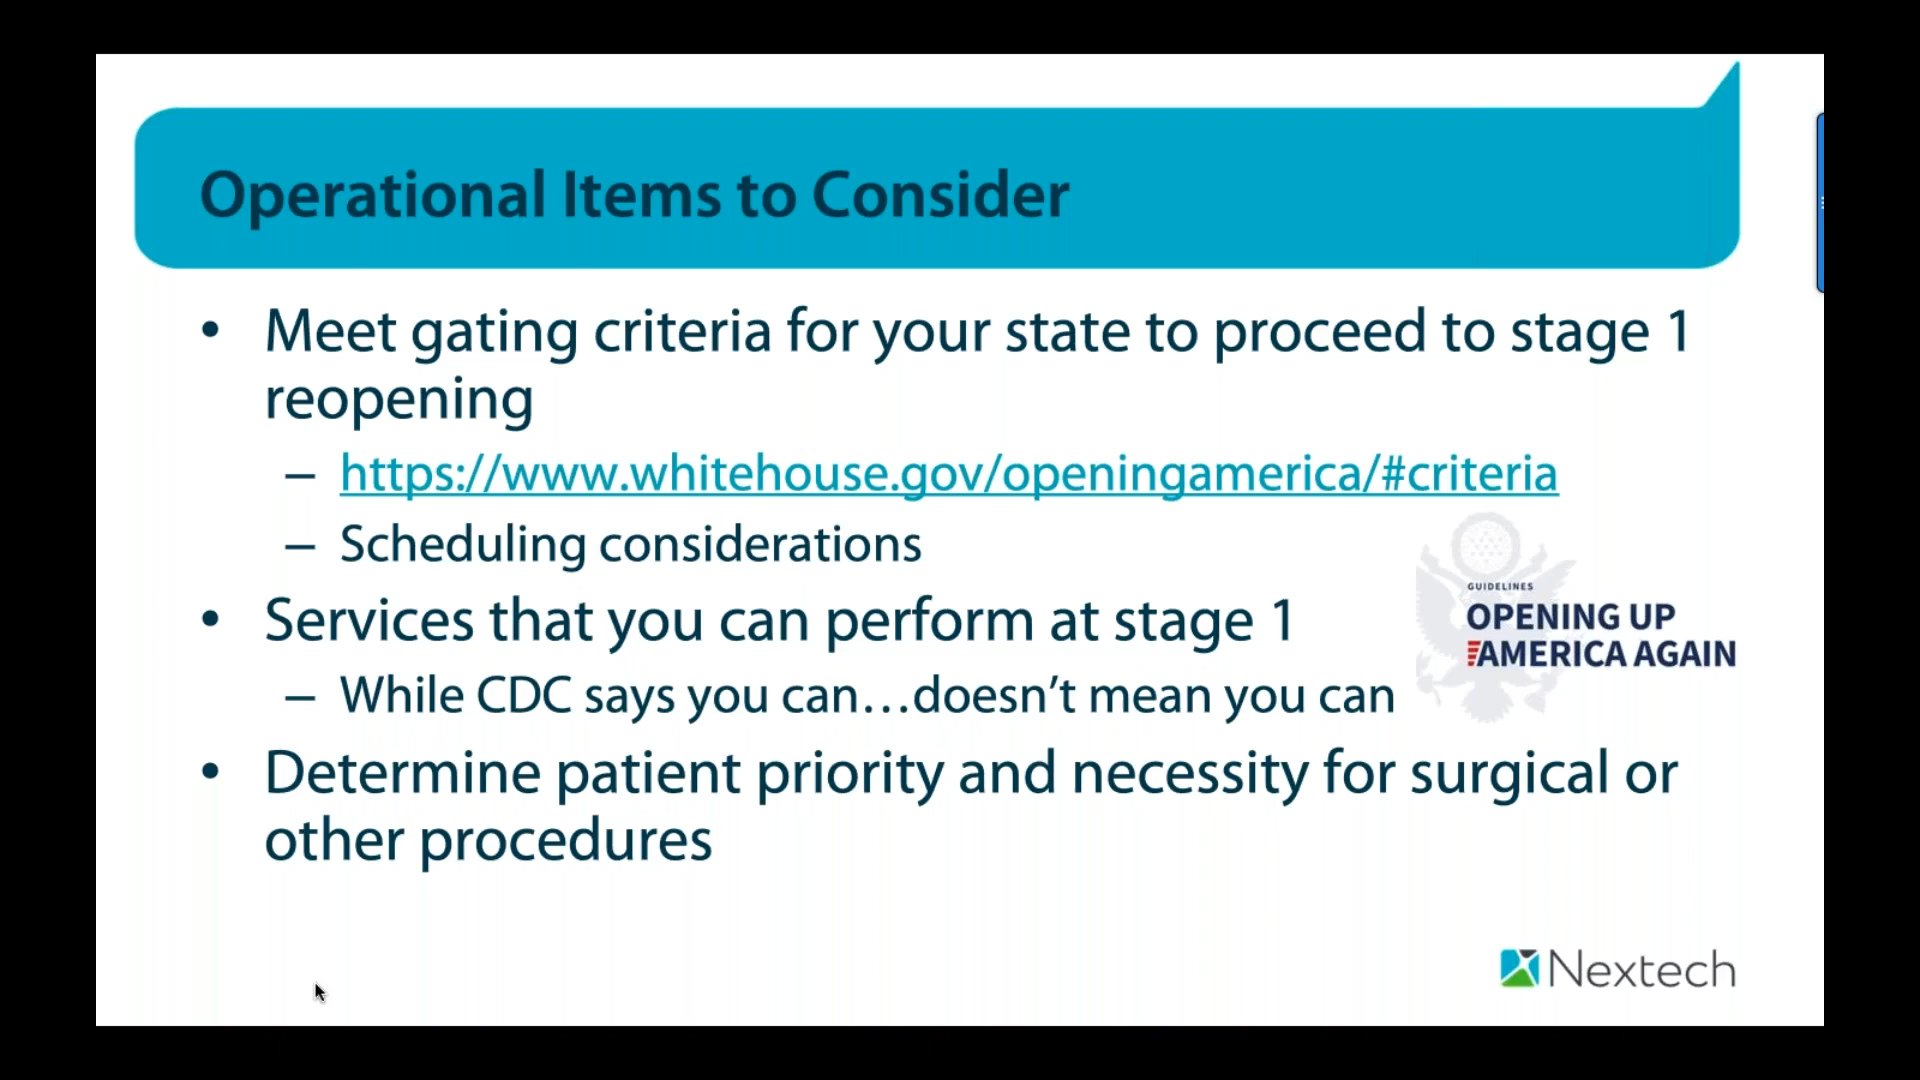 Operational Items to Consider
• Meet gating criteria for your state to proceed to stage 1
reopening
– https://www.whitehouse.gov/openingamerica/#criteria
– Scheduling considerations
• Services that you can perform at stage 1
– While CDC says you can…doesn’t mean you can
GUIDELINES
OPENING UP
AMERICA AGAIN
• Determine patient priority and necessity for surgical or
other procedures
Nextech